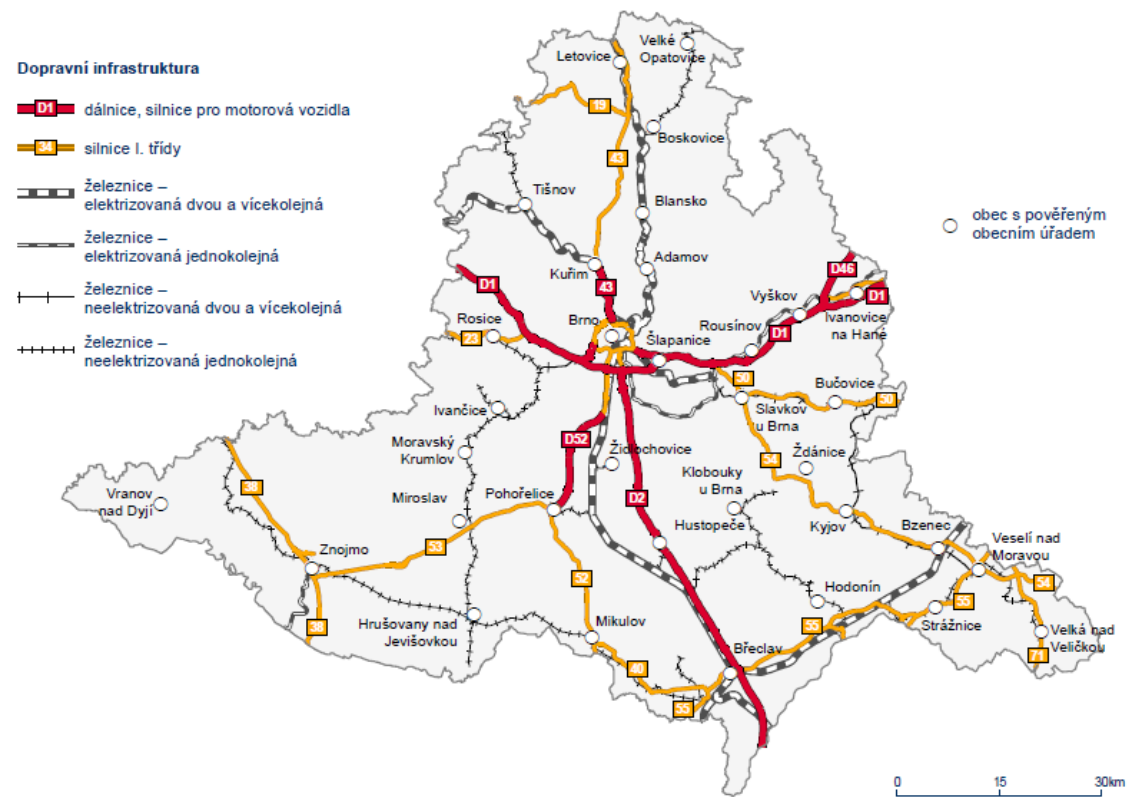 Dopravní infrastruktura
D1
dálnice, silnice pro motorová vozidla
34
silnice I. třídy
železnice –
elektrizovaná dvou a vícekolejná
železnice –
elektrizovaná jednokolejná
železnice –
neelektrizovaná dvou a vícekolejná
železnice –
neelektrizovaná jednokolejná
obec s pověřeným
obecním úřadem
Velké
Opatovice
Letovice
19
Boskovice
43
Tišnov
Blansko
Kuřim
Adamov
D46
D1
43
Vyškov
D1
Ivanovice
na Hané
Rosice
23
Brno
Rousínov
D1
Šlapanice
50
Bučovice
50
Ivančice
Slavkov
u Brna
Moravský
Krumlov
D52
Židlochovice
54
Ždánice
Klobouky
u Brna
Vranov
nad Dyjí
38
Miroslav
Pohořelice
D2
Hustopeče
Kyjov
Bzenec
Veselí nad
Moravou
53
Znojmo
52
Hodonín
54
55
38
Hrušovany nad
Jevišovkou
Mikulov
55
Strážnice
Velká nad
Veličkou
Břeclav
40
71
55
0
15
30km